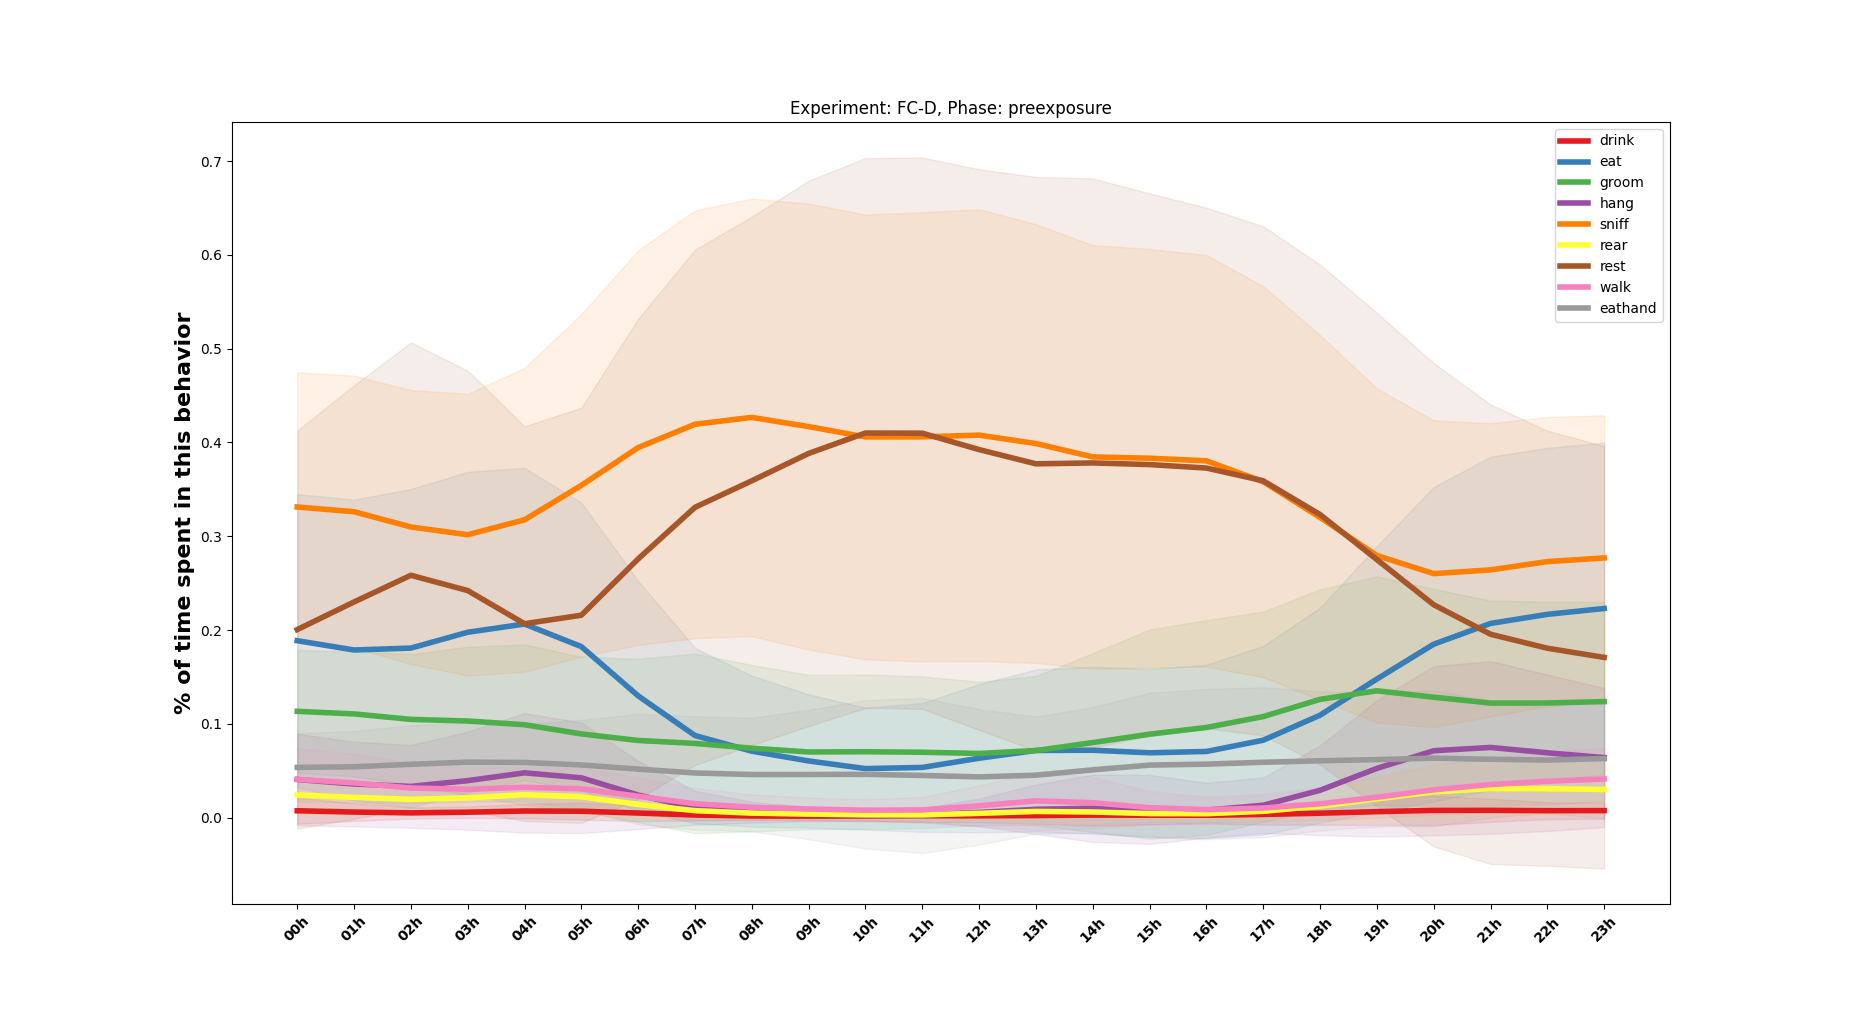 Experiment: FC-D, Phase: preexposure
% of time spent in this behavior
0.7
0.6
0.5
0.4
0.3
0.2
0.1
0.0
drink
eat
groom
hang
sniff
rear
rest
walk
eathand
00h 01h 02h 03h 04h 05h 06h 07h 08h 09h 10h 11h 12h 13h 14h 15h 16h 17h 18h 19h 20h 21h 22h 23h